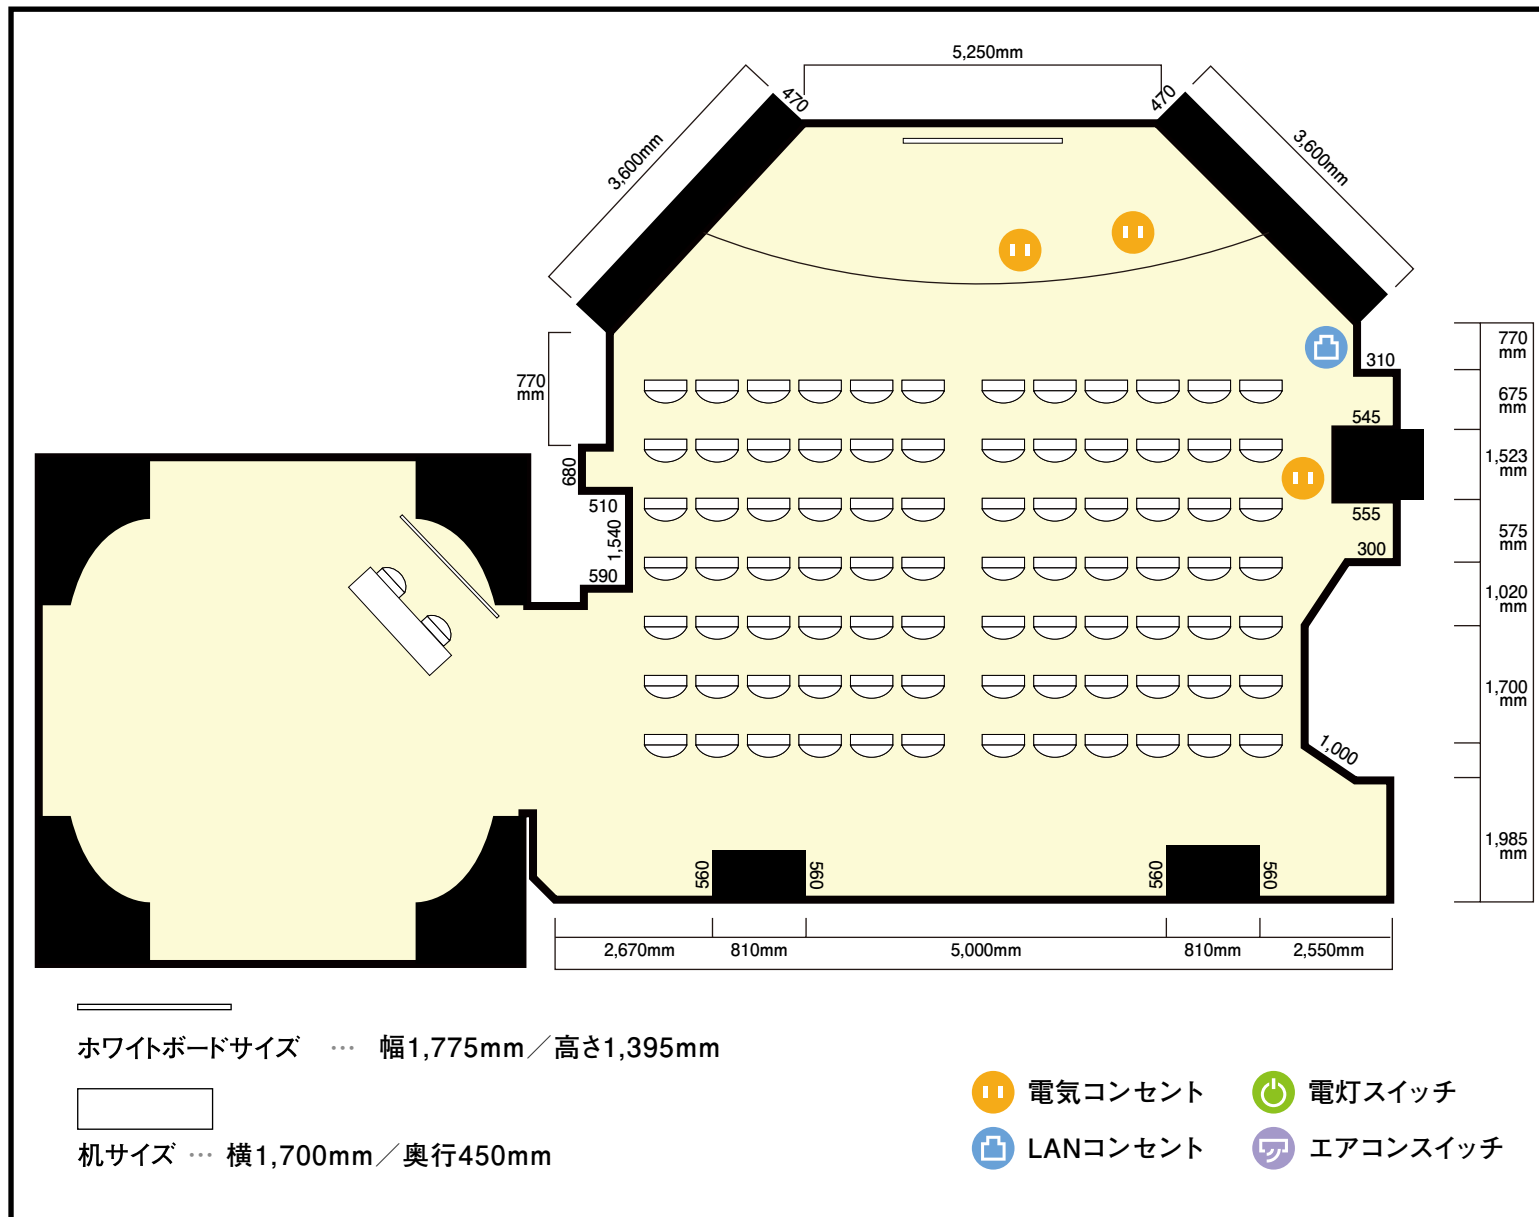 5,250mm
470
470
3,600mm
3,600mm
770
mm
310
770
mm
675
mm
545
680
1,523
mm
510
1,540
555
575
mm
300
590
1,020
mm
1,700
mm
1,000
1,985
mm
560
560
560
560
2,670mm
810mm
5,000mm
810mm
2,550mm
ホワイトボードサイズ … 幅1,775mm／高さ1,395mm
机サイズ … 横1,700mm／奥行450mm
電気コンセント
電灯スイッチ
LANコンセント
エアコンスイッチ